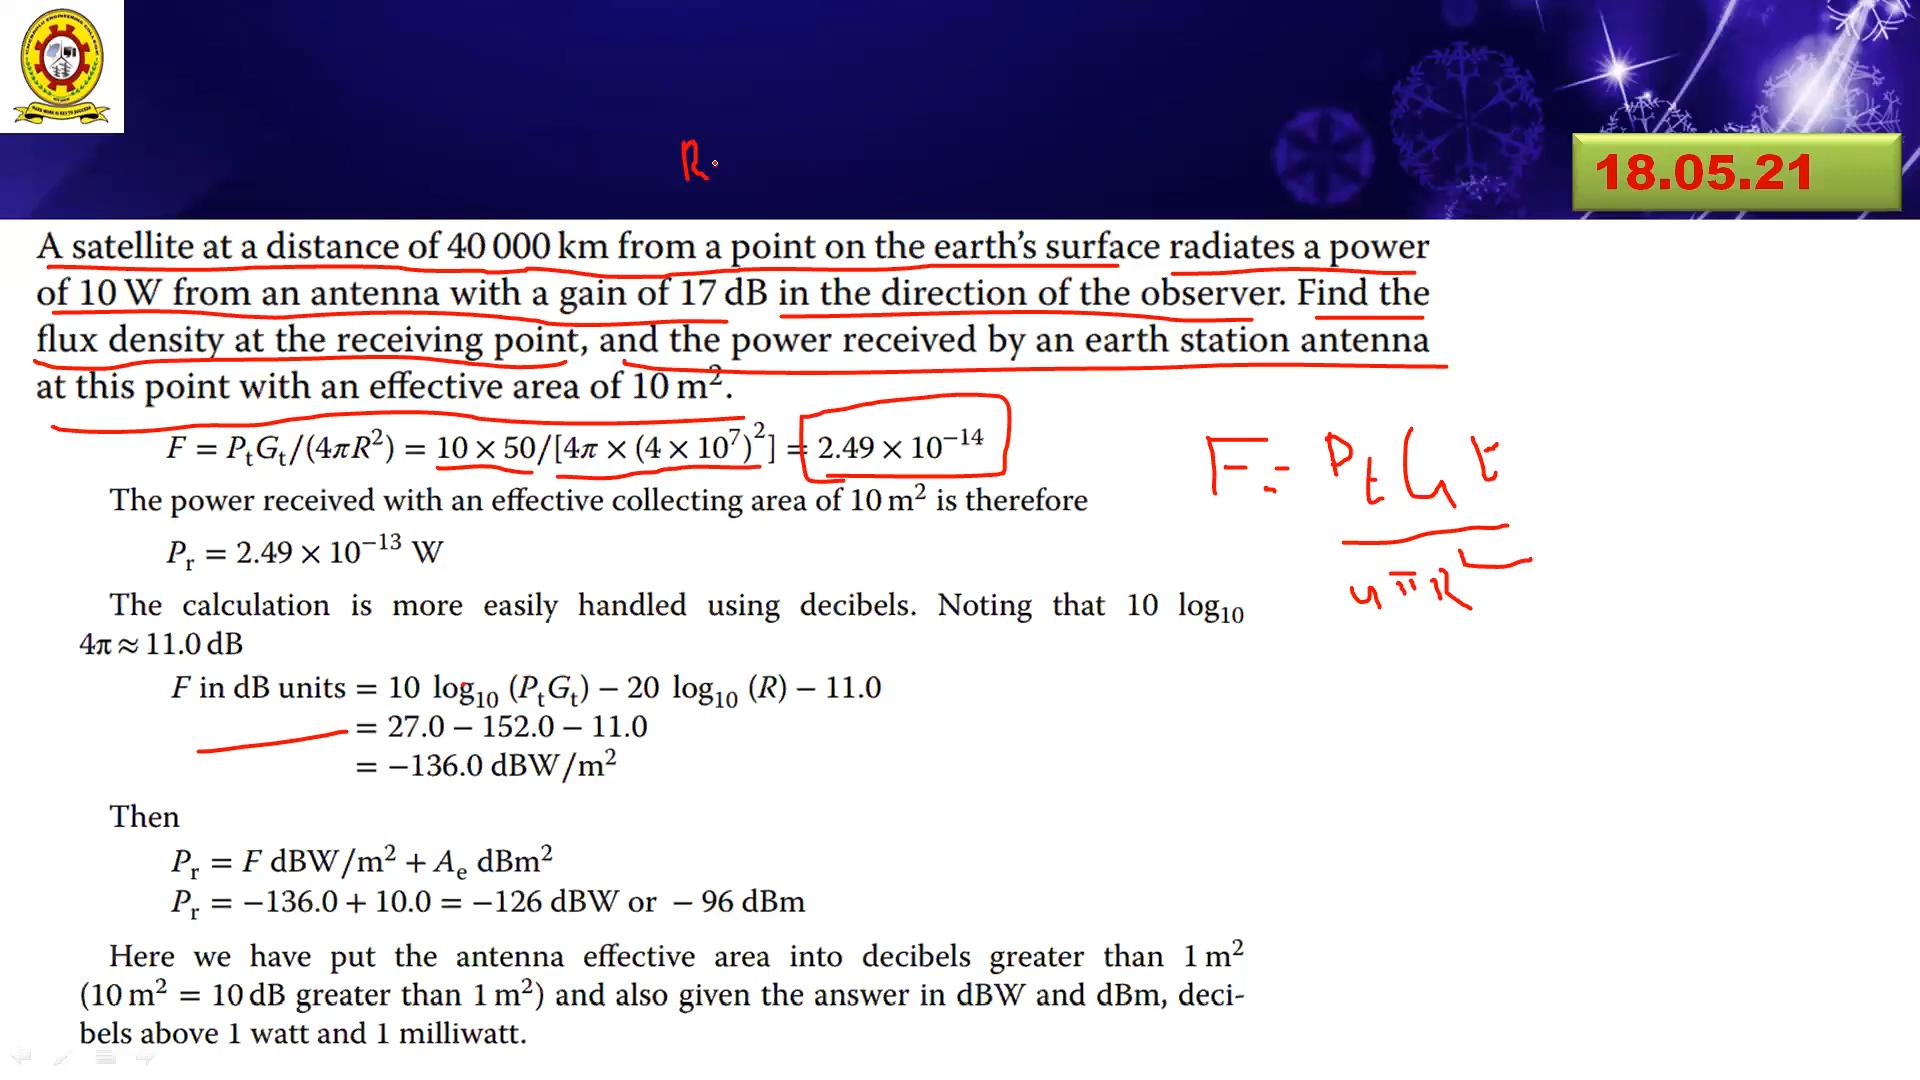 R
18.05.21
A satellite at a distance of 40 000 km from a point on the earth’s surface radiates a power
of 10 W from an antenna with a gain of 17 dB in the direction of the observer. Find the
flux density at the receiving point, and the power received by an earth station antenna
at this point with an effective area of 10 m².
F = PₜGₜ/(4πR²) = 10 × 50/[4π × (4 × 10⁷)²] = 2.49 × 10⁻¹⁴
F = PₜGₜ
4πR²
The power received with an effective collecting area of 10 m² is therefore
Pᵣ = 2.49 × 10⁻¹³ W
The calculation is more easily handled using decibels. Noting that 10 log₁₀
4π ≈ 11.0 dB
F in dB units = 10 log₁₀ (PₜGₜ) − 20 log₁₀ (R) − 11.0
= 27.0 − 152.0 − 11.0
= −136.0 dBW/m²
Then
Pᵣ = F dBW/m² + Aₑ dBm²
Pᵣ = −136.0 + 10.0 = −126 dBW or − 96 dBm
Here we have put the antenna effective area into decibels greater than 1 m²
(10 m² = 10 dB greater than 1 m²) and also given the answer in dBW and dBm, deci-
bels above 1 watt and 1 milliwatt.